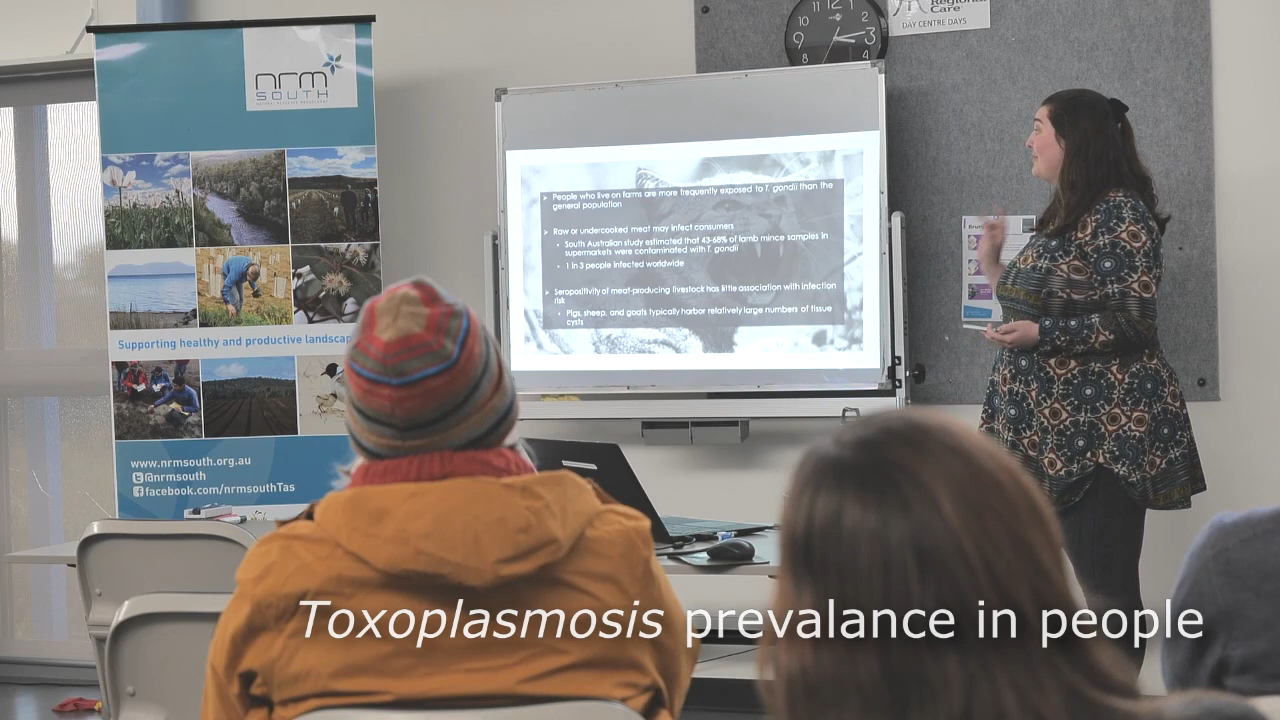 nrm
SOUTH
NATURAL RESOURCE MANAGEMENT
Supporting healthy and productive landscap
www.nrmsouth.org.au
@nrmsouth
facebook.com/nrmsouthTas
Regional
Care
DAY CENTRE DAYS
➤ People who live on farms are more frequently exposed to T. gondii than the
general population
➤ Raw or undercooked meat may infect consumers
• South Australian study estimated that 43-68% of lamb mince samples in
supermarkets were contaminated with T. gondii
• 1 in 3 people infected worldwide
➤ Seropositivity of meat-producing livestock has little association with infection
risk
• Pigs, sheep, and goats typically harbor relatively large numbers of tissue
cysts
Toxoplasmosis prevalance in people